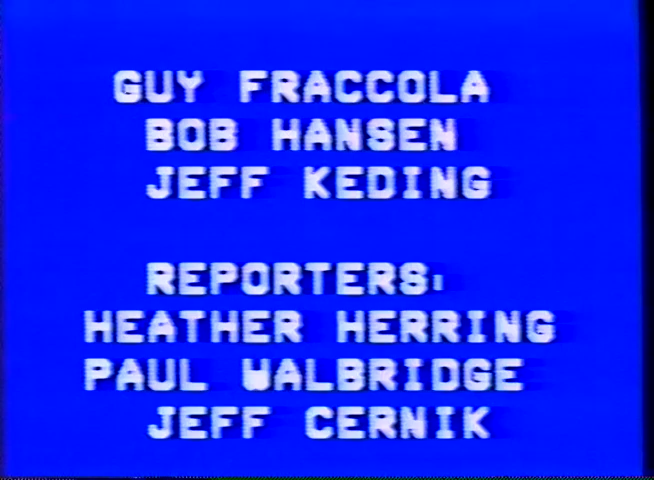 GUY FRACCOLA
BOB HANSEN
JEFF KEDING
REPORTERS:
HEATHER HERRING
PAUL WALBRIDGE
JEFF CERNIK